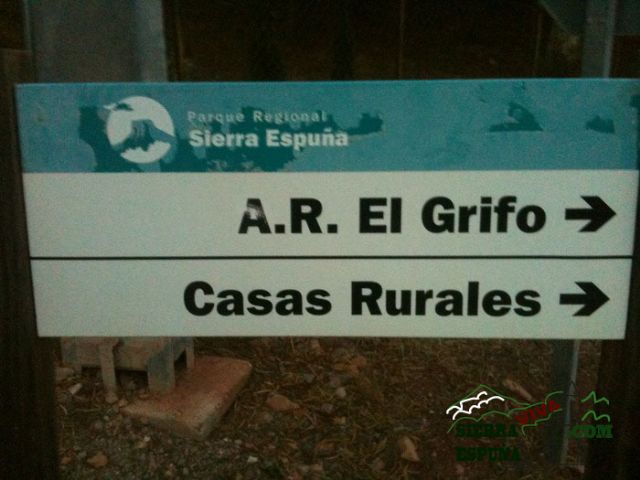 Parque Regional
Sierra Espuña
A.R. El Grifo
Casas Rurales
SIERRA VIVA .COM
ESPUÑA